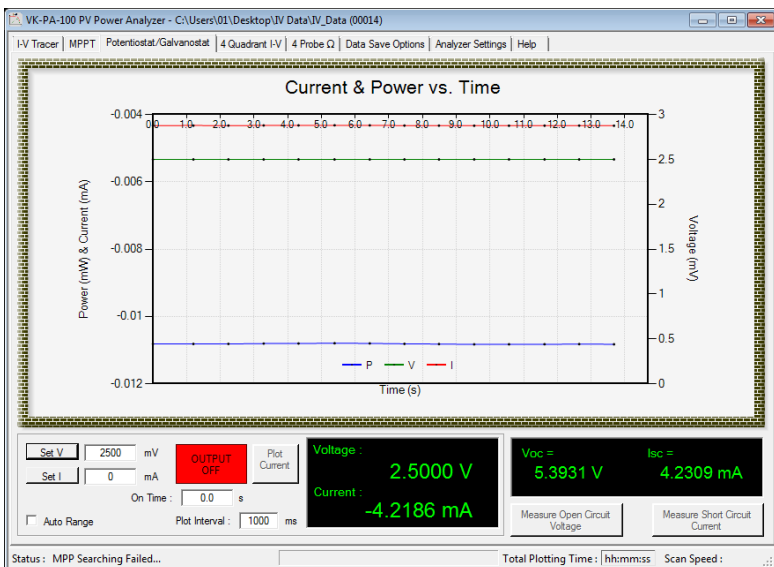 VK-PA-100 PV Power Analyzer - C:\Users\01\Desktop\IV Data\IV_Data (00014)
I-V Tracer MPPT Potentiostat/Galvanostat 4 Quadrant I-V 4 Probe Ω Data Save Options Analyzer Settings Help
Current & Power vs. Time
-0.004
-0.006
-0.008
-0.01
-0.012
Power (mW) & Current (mA)
0.0 1.0 2.0 3.0 4.0 5.0 6.0 7.0 8.0 9.0 10.0 11.0 12.0 13.0 14.0
3
2.5
2
1.5
1
0.5
0
Voltage (mV)
P V I
Time (s)
Set V 2500 mV
Set I 0 mA
OUTPUT
OFF
Plot
Current
On Time : 0.0 s
Auto Range
Plot Interval : 1000 ms
Voltage :
2.5000 V
Current :
-4.2186 mA
Voc =
5.3931 V
Isc =
4.2309 mA
Measure Open Circuit
Voltage
Measure Short Circuit
Current
Status : MPP Searching Failed...
Total Plotting Time : hh:mm:ss Scan Speed :